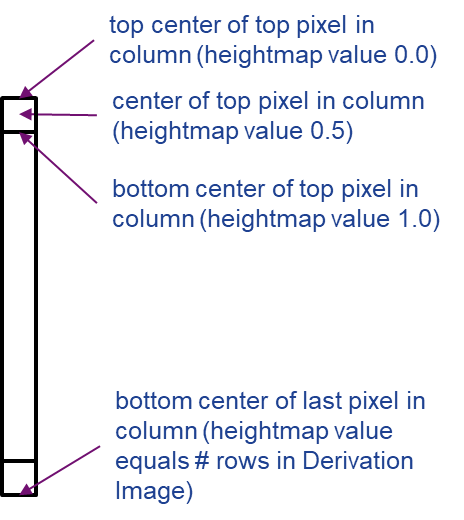 top center of top pixel in
column (heightmap value 0.0)
center of top pixel in column
(heightmap value 0.5)
bottom center of top pixel in
column (heightmap value 1.0)
bottom center of last pixel in
column (heightmap value
equals # rows in Derivation
Image)